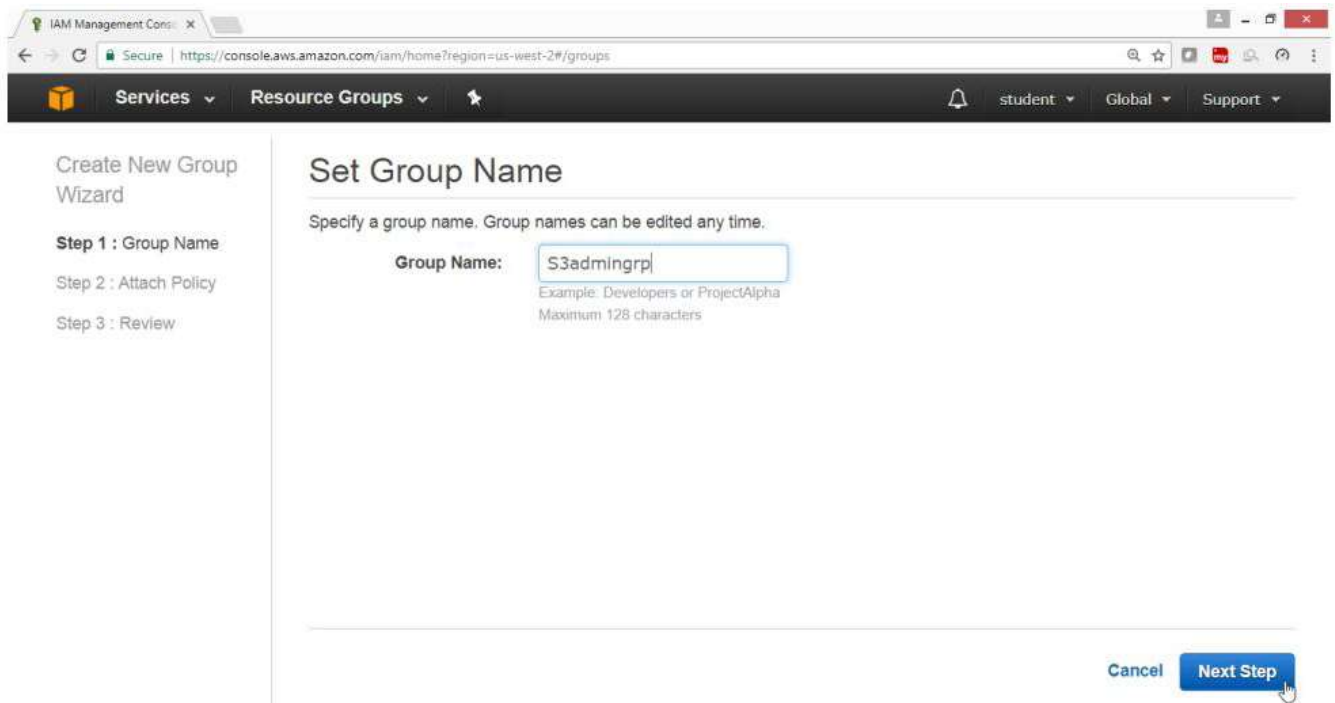 IAM Management Cons
Secure | https://console.aws.amazon.com/iam/home?region=us-west-2#/groups
my
Services Resource Groups student Global Support
Create New Group
Wizard
Step 1 : Group Name
Step 2 : Attach Policy
Step 3 : Review
Set Group Name
Specify a group name. Group names can be edited any time.
Group Name: S3admingrp
Example: Developers or ProjectAlpha
Maximum 128 characters
Cancel Next Step